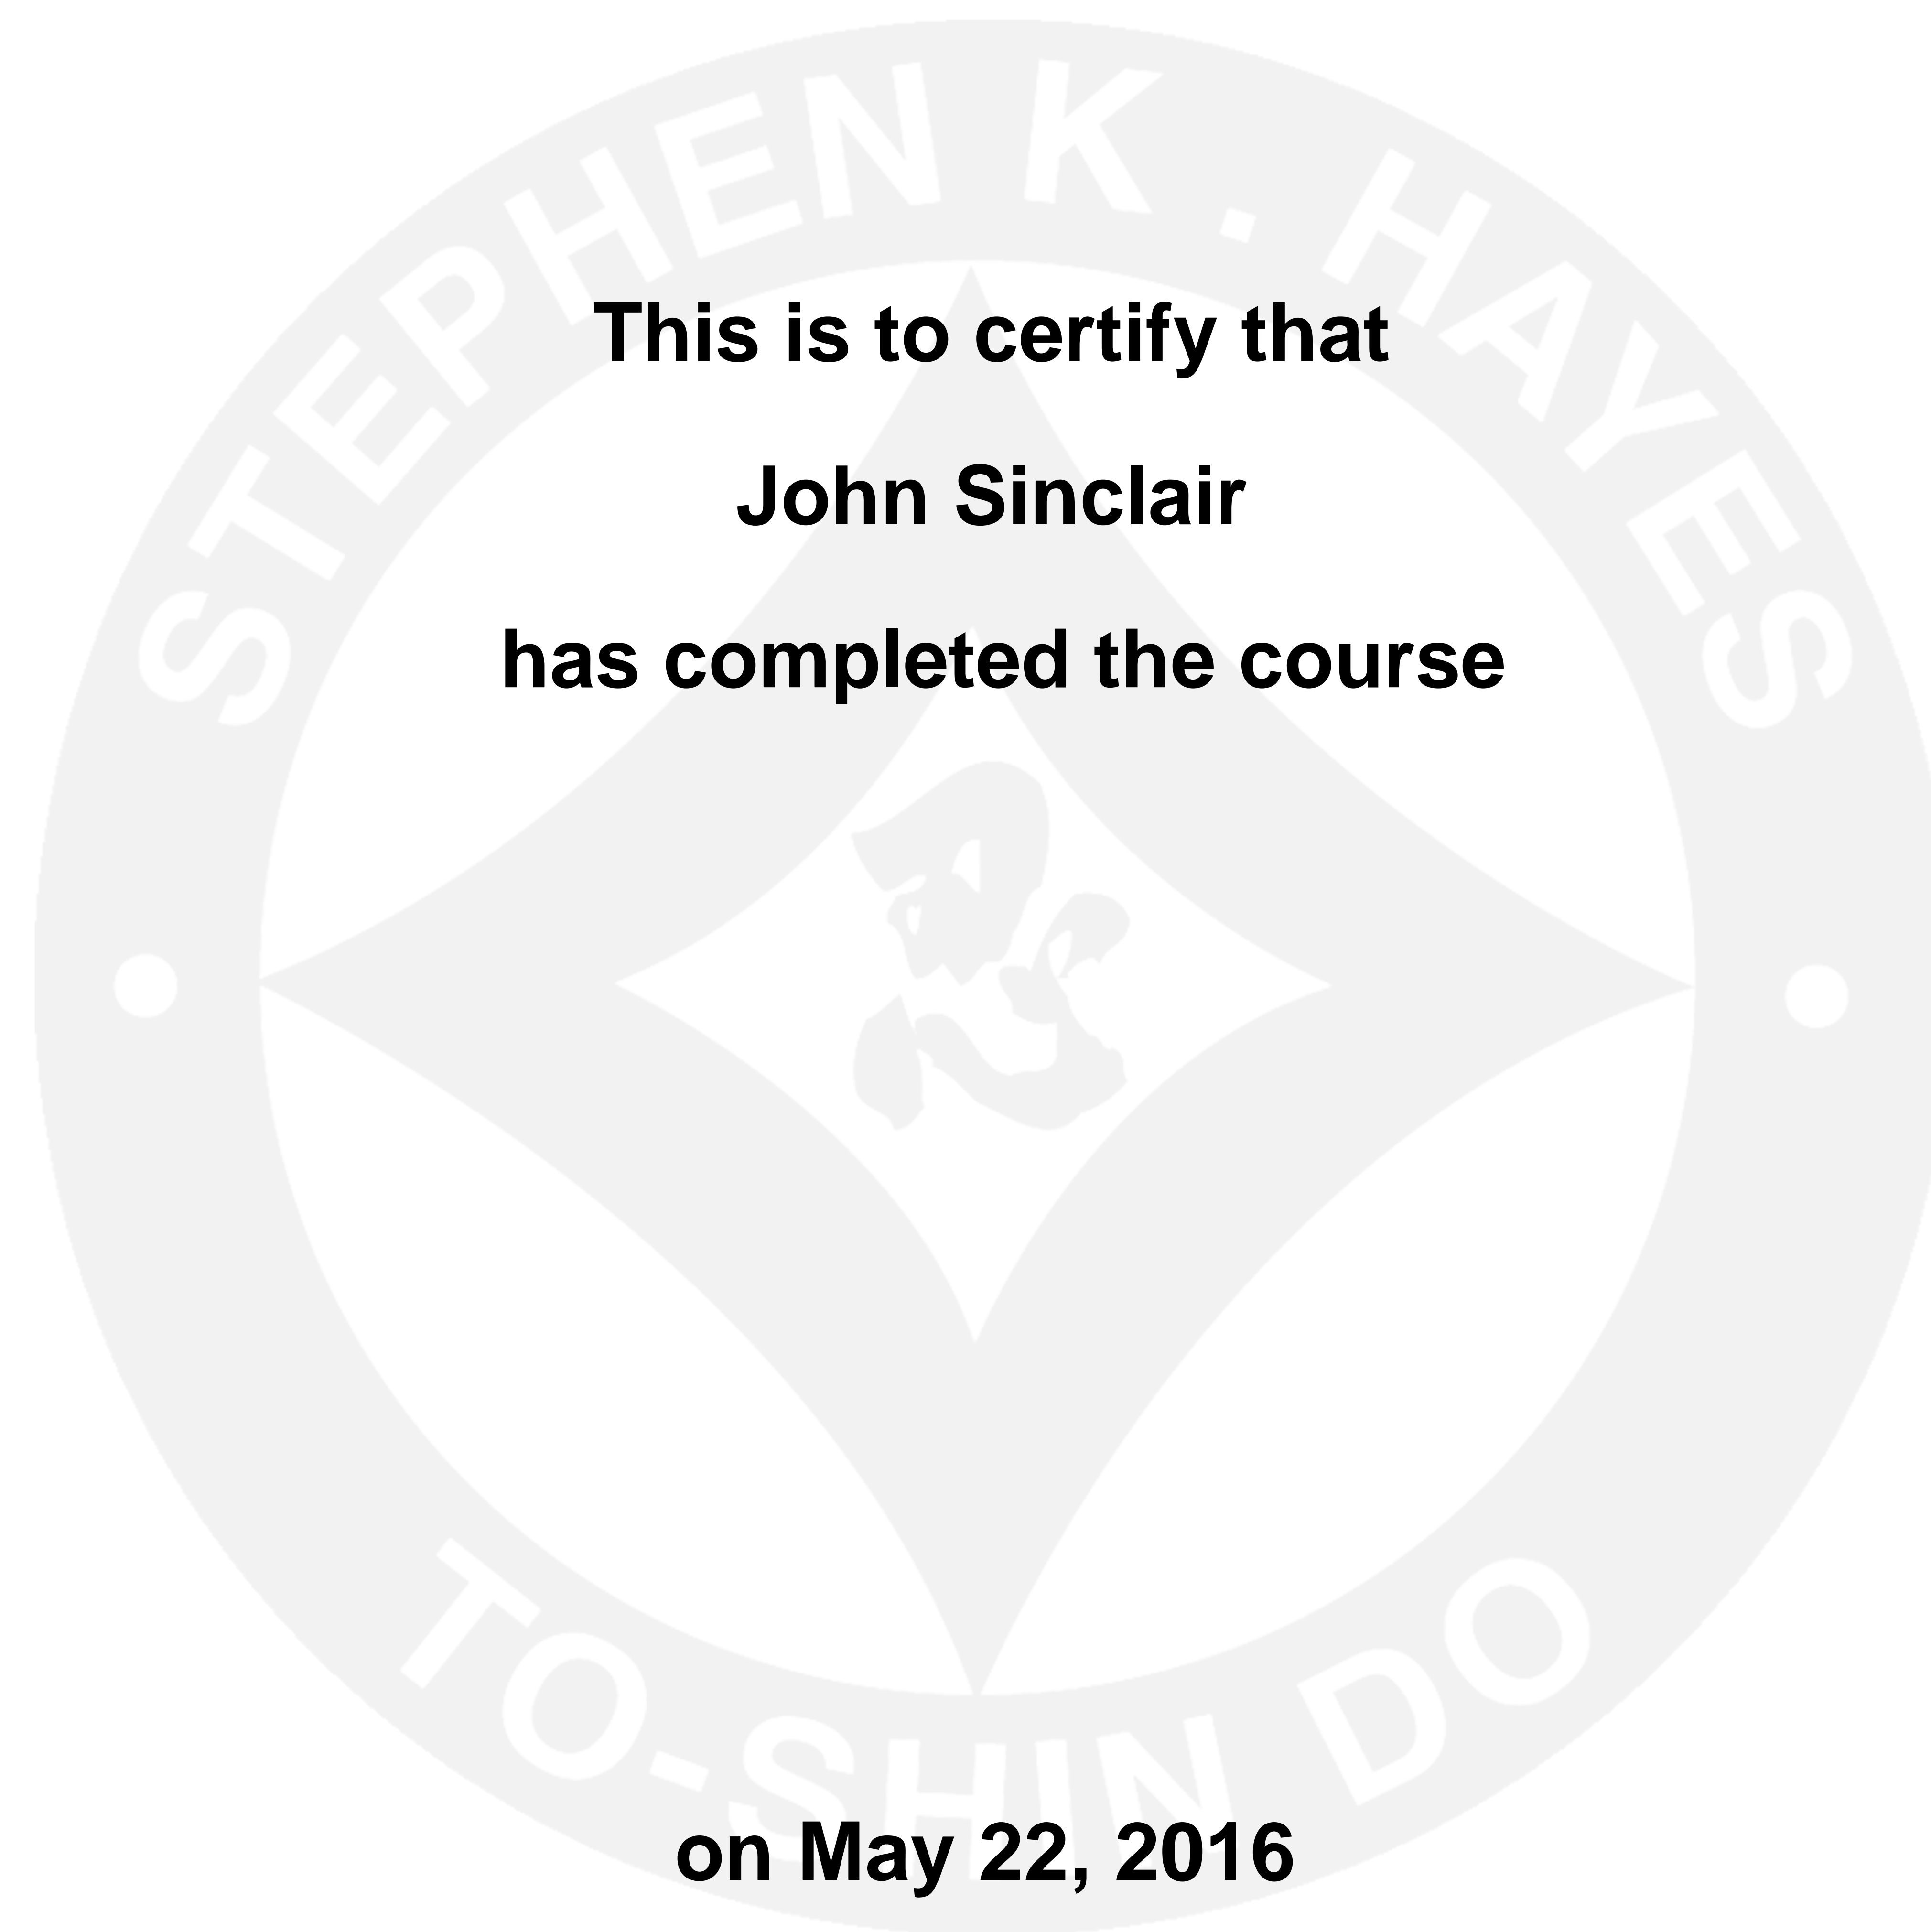 STEPHEN K. HAYES
This is to certify that
John Sinclair
has completed the course
忍
TO-SHIN DO
on May 22, 2016